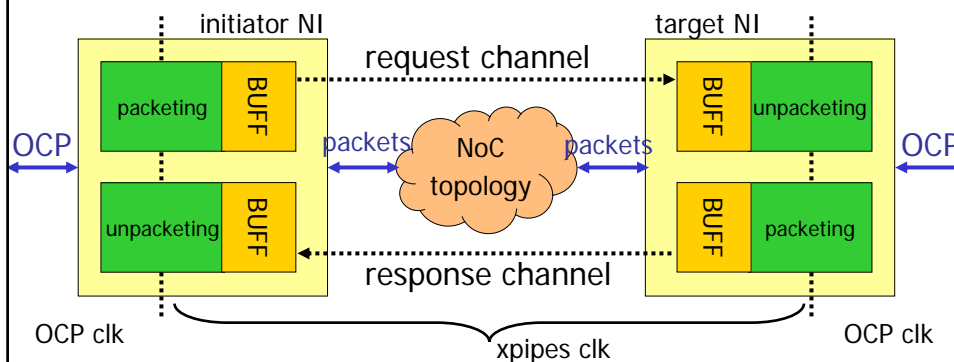 initiator NI
target NI
request channel
packeting
BUFF
BUFF
unpacketing
OCP
packets
NoC
topology
packets
OCP
unpacketing
BUFF
BUFF
packeting
response channel
OCP clk
xpipes clk
OCP clk